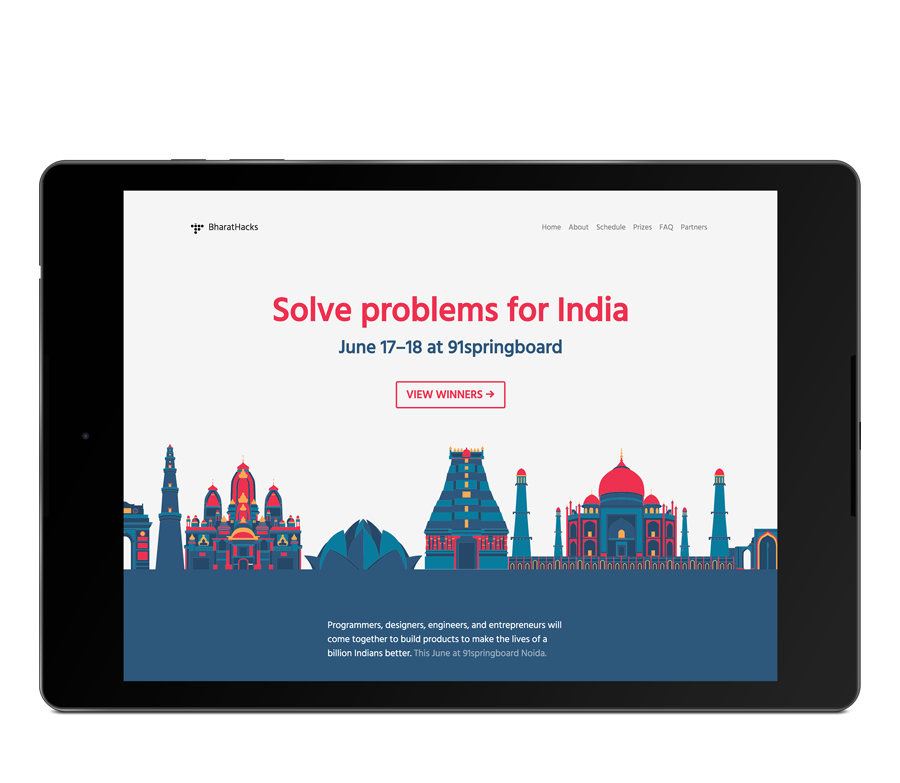 BharatHacks
Home About Schedule Prizes FAQ Partners
Solve problems for India
June 17–18 at 91springboard
VIEW WINNERS →
Programmers, designers, engineers, and entrepreneurs will
come together to build products to make the lives of a
billion Indians better. This June at 91springboard Noida.